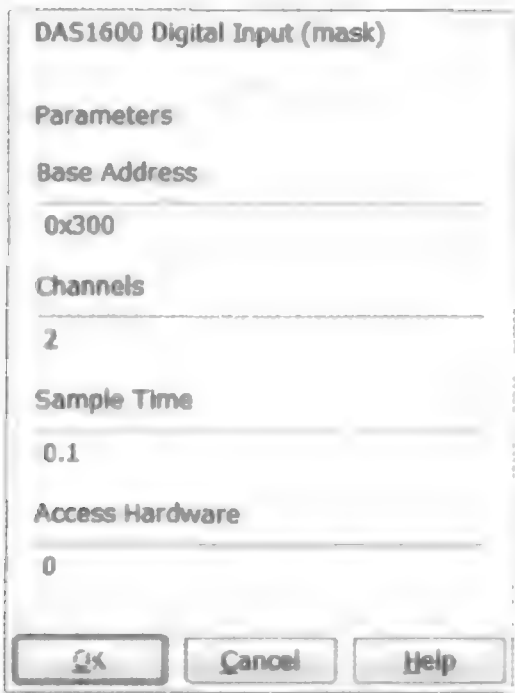 DAS1600 Digital Input (mask)
Parameters
Base Address
0x300
Channels
2
Sample Time
0.1
Access Hardware
0
OK Cancel Help